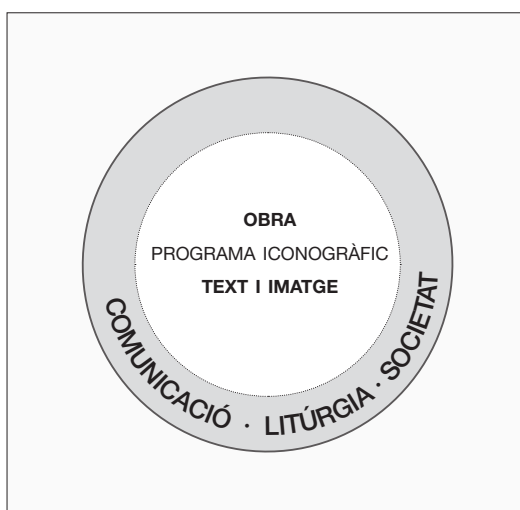 OBRA
PROGRAMA ICONOGRÀFIC
TEXT I IMATGE
COMUNICACIÓ · LITÚRGIA · SOCIETAT